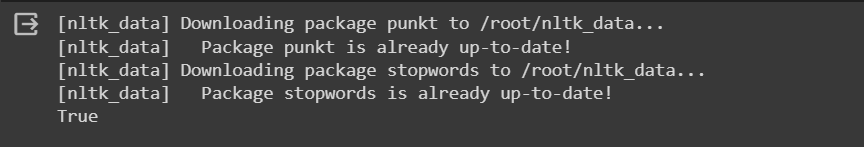 [nltk_data] Downloading package punkt to /root/nltk_data...
[nltk_data]   Package punkt is already up-to-date!
[nltk_data] Downloading package stopwords to /root/nltk_data...
[nltk_data]   Package stopwords is already up-to-date!
True